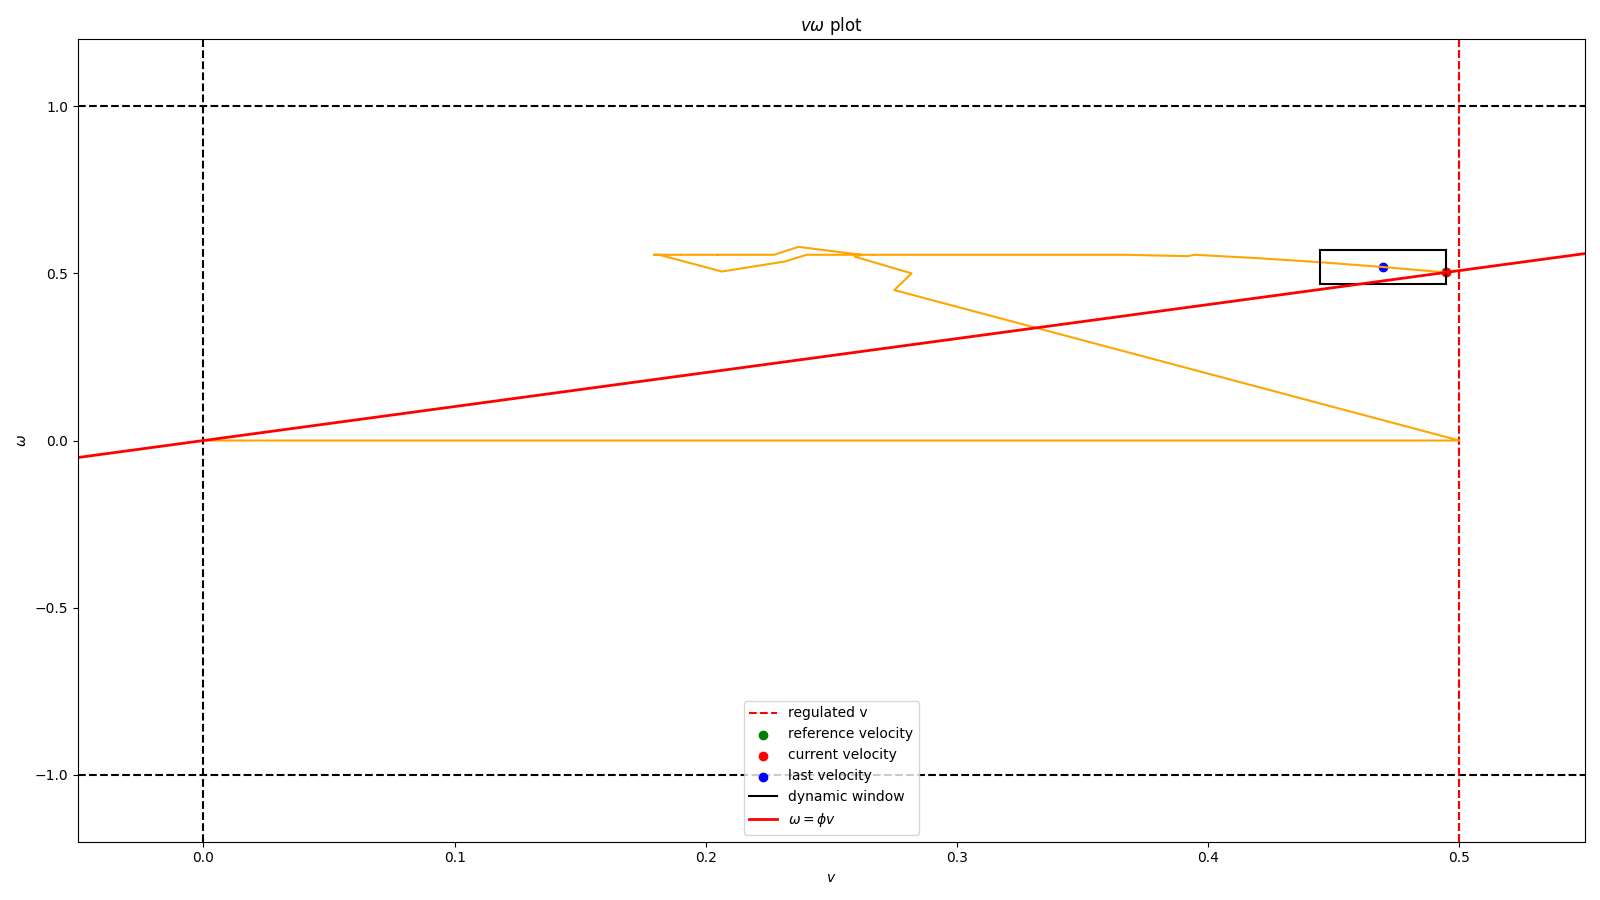 vω plot
1.0
0.5
0.0
−0.5
−1.0
ω
0.0
0.1
0.2
0.3
0.4
0.5
v
regulated v
reference velocity
current velocity
last velocity
dynamic window
ω = ϕv